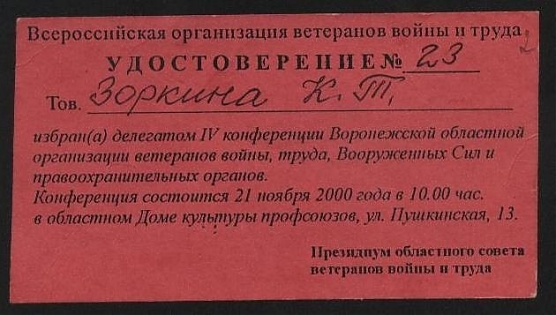 Всероссийская организация ветеранов войны и труда
УДОСТОВЕРЕНИЕ № 23
Тов. Зоркина К. Т.
избран(а) делегатом IV конференции Воронежской областной
организации ветеранов войны, труда, Вооруженных Сил и
правоохранительных органов.
Конференция состоится 21 ноября 2000 года в 10.00 час.
в областном Доме культуры профсоюзов, ул. Пушкинская, 13.
Президиум областного совета
ветеранов войны и труда